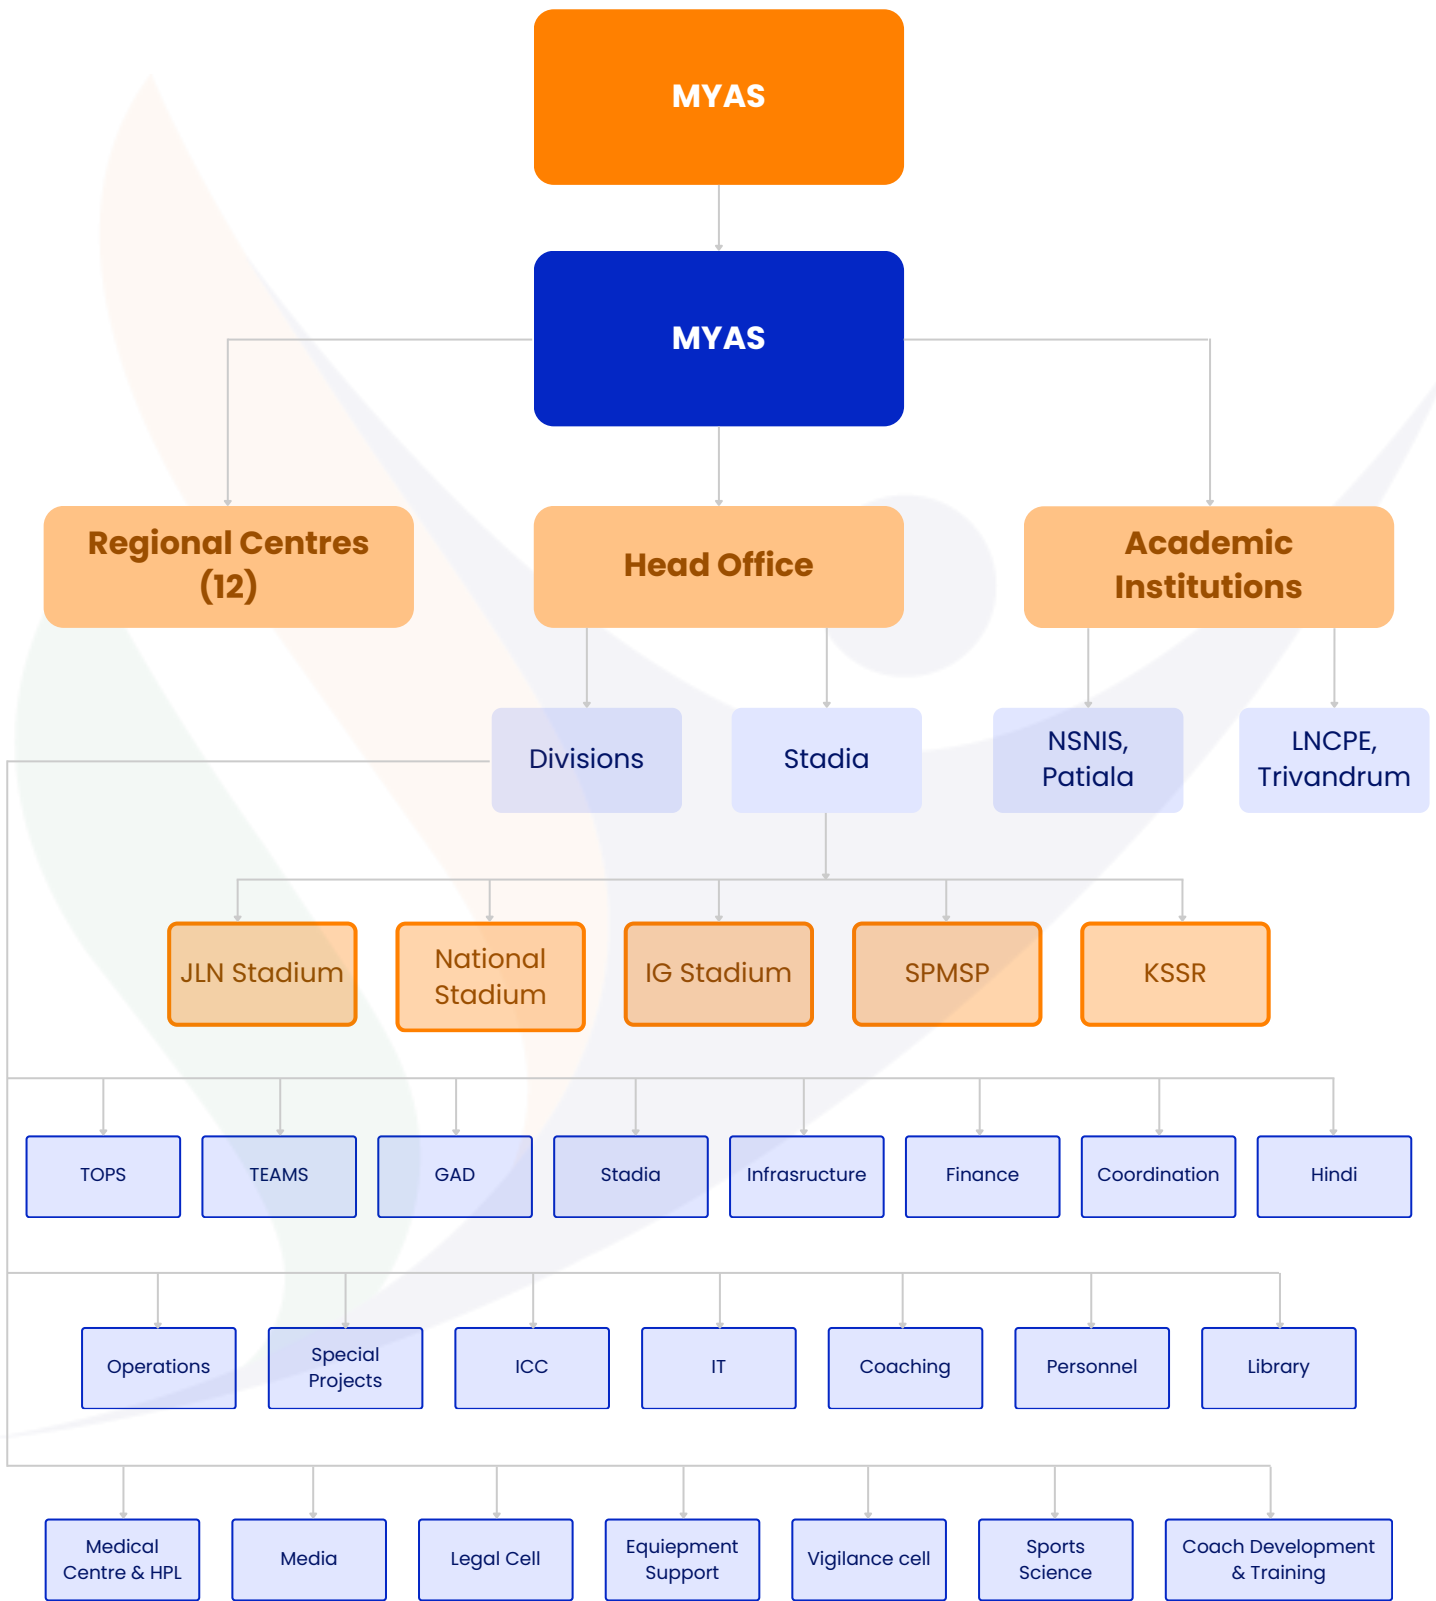 MYAS
MYAS
Regional Centres
(12)
Head Office
Academic
Institutions
Divisions
Stadia
NSNIS,
Patiala
LNCPE,
Trivandrum
JLN Stadium
National
Stadium
IG Stadium
SPMSP
KSSR
TOPS
TEAMS
GAD
Stadia
Infrasructure
Finance
Coordination
Hindi
Operations
Special
Projects
ICC
IT
Coaching
Personnel
Library
Medical
Centre & HPL
Media
Legal Cell
Equiepment
Support
Vigilance cell
Sports
Science
Coach Development
& Training